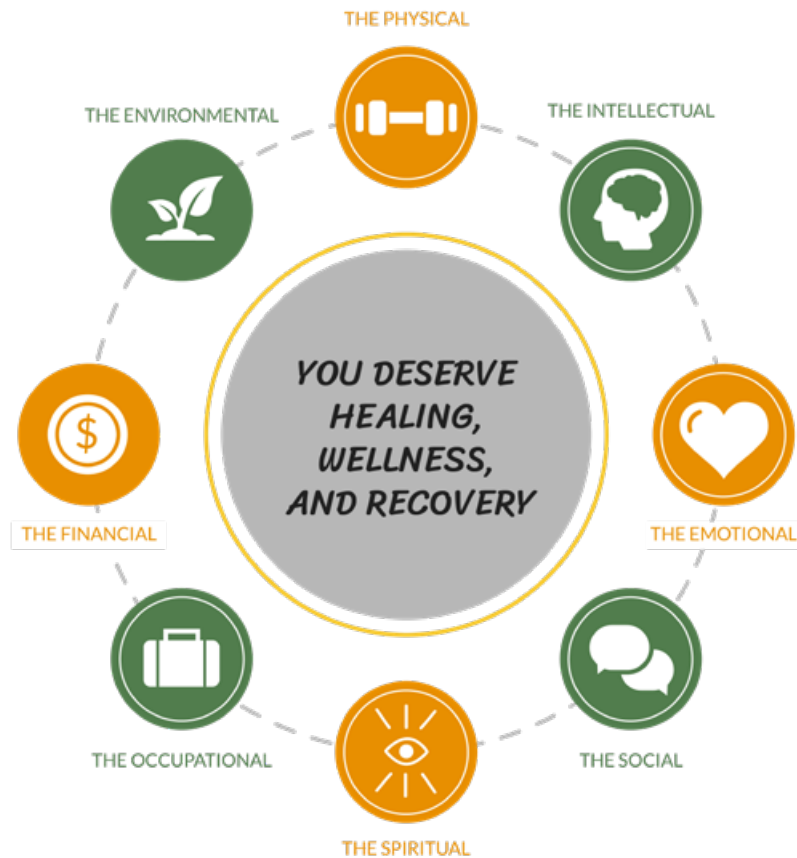 THE PHYSICAL
THE INTELLECTUAL
THE ENVIRONMENTAL
YOU DESERVE
HEALING,
WELLNESS,
AND RECOVERY
$
THE FINANCIAL
THE EMOTIONAL
THE OCCUPATIONAL
THE SOCIAL
THE SPIRITUAL